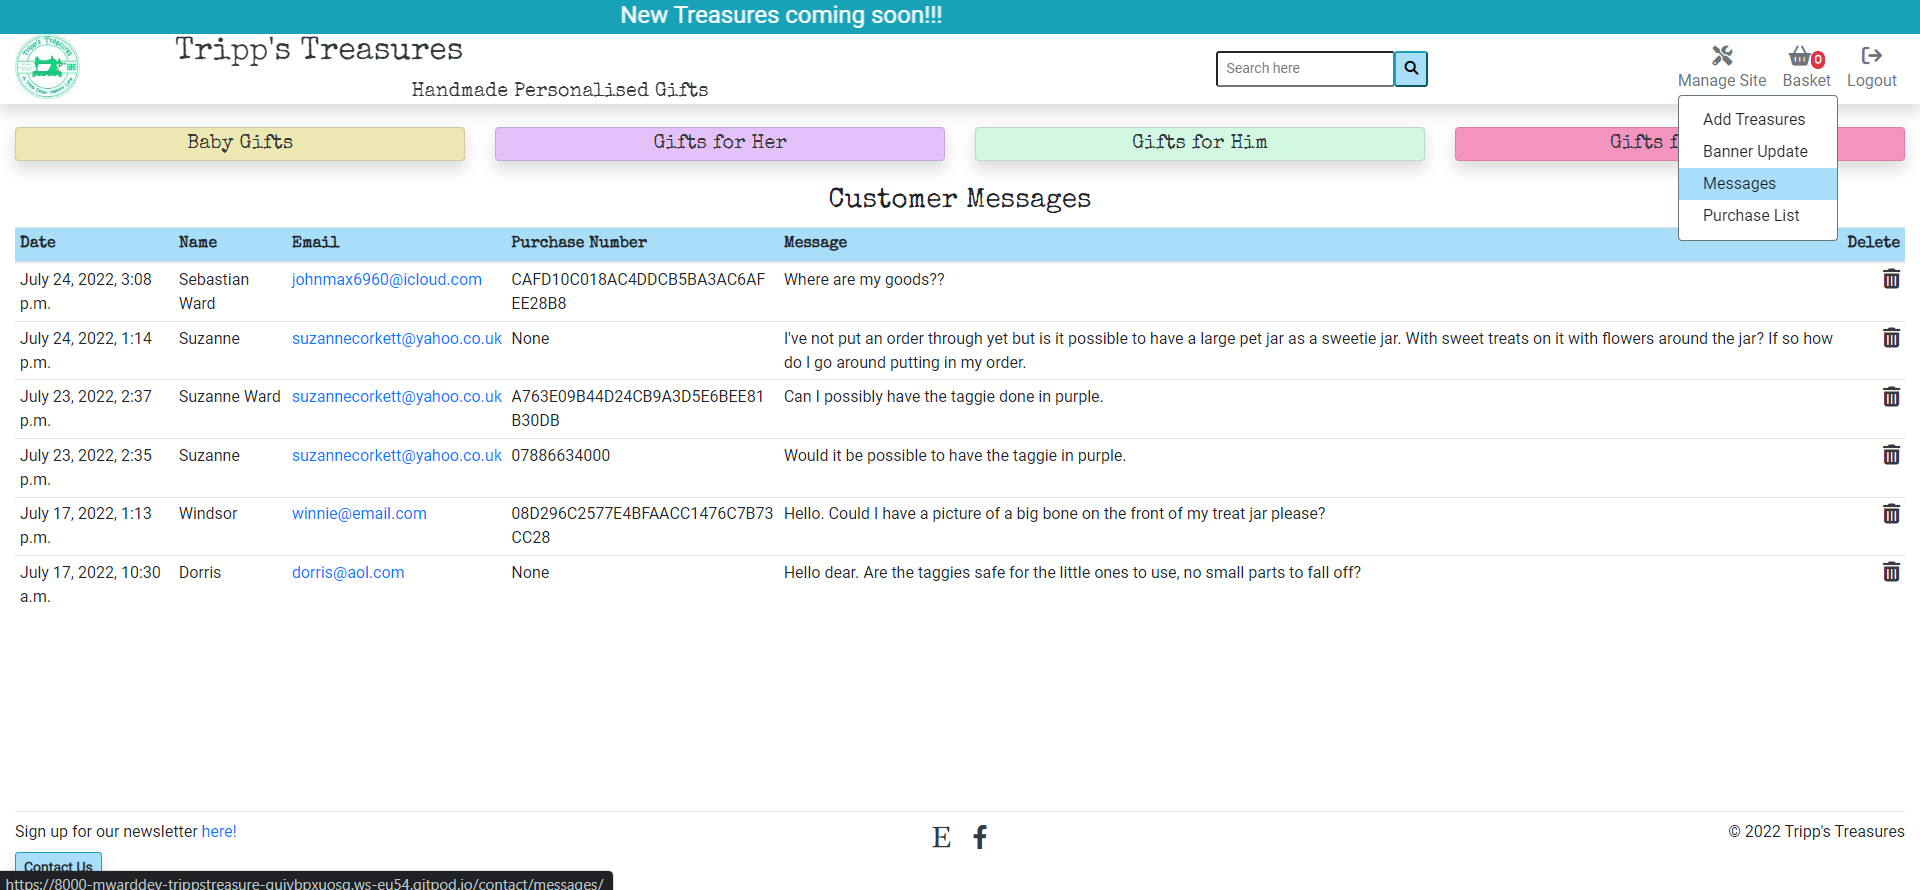 New Treasures coming soon!!!
Tripp's Treasures
Tripp's Treasures
Handmade Personalised Gifts
Search here
Manage Site
0
Basket
Logout
Add Treasures
Banner Update
Messages
Purchase List
Baby Gifts
Gifts for Her
Gifts for Him
Gifts f
Customer Messages
Date Name Email Purchase Number Message Delete
July 24, 2022, 3:08 Sebastian johnmax6960@icloud.com CAFD10C018AC4DDCB5BA3AC6AF Where are my goods??
p.m. Ward EE28B8
July 24, 2022, 1:14 Suzanne suzannecorkett@yahoo.co.uk None I've not put an order through yet but is it possible to have a large pet jar as a sweetie jar. With sweet treats on it with flowers around the jar? If so how
p.m. do I go around putting in my order.
July 23, 2022, 2:37 Suzanne Ward suzannecorkett@yahoo.co.uk A763E09B44D24CB9A3D5E6BEE81 Can I possibly have the taggie done in purple.
p.m. B30DB
July 23, 2022, 2:35 Suzanne suzannecorkett@yahoo.co.uk 07886634000 Would it be possible to have the taggie in purple.
p.m.
July 17, 2022, 1:13 Windsor winnie@email.com 08D296C2577E4BFAACC1476C7B73 Hello. Could I have a picture of a big bone on the front of my treat jar please?
p.m. CC28
July 17, 2022, 10:30 Dorris dorris@aol.com None Hello dear. Are the taggies safe for the little ones to use, no small parts to fall off?
a.m.
Sign up for our newsletter here!
E f
© 2022 Tripp's Treasures
Contact Us
https://8000-mwarddev-trippstreasure-quivbpxuosq.ws-eu54.gitpod.io/contact/messages/